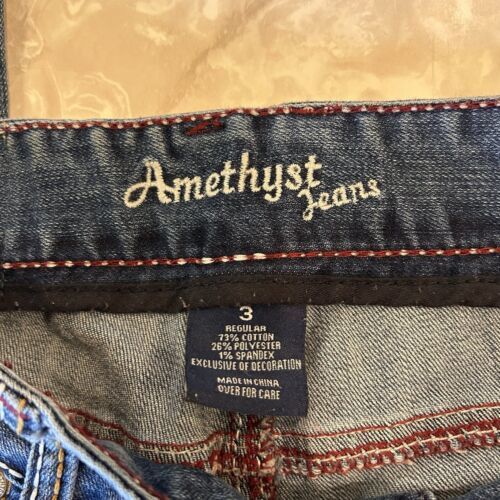 Amethyst
Jeans
3
REGULAR
73% COTTON
26% POLYESTER
1% SPANDEX
EXCLUSIVE OF DECORATION
MADE IN CHINA
OVER FOR CARE